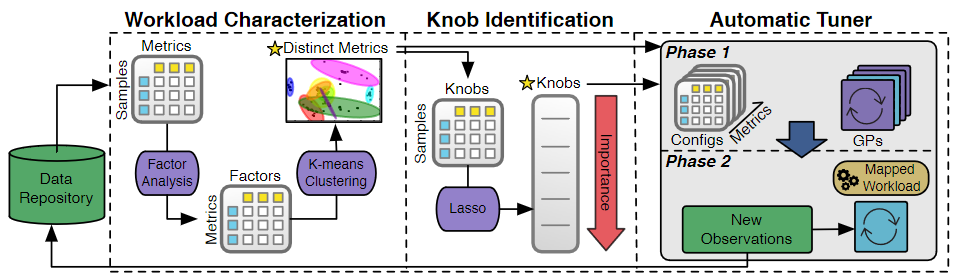 Workload Characterization
Knob Identification
Automatic Tuner
Data
Repository
Metrics
Samples
Factor
Analysis
Factors
Metrics
K-means
Clustering
Distinct Metrics
Knobs
Samples
Lasso
Knobs
Importance
Phase 1
Configs
Metrics
GPs
Phase 2
Mapped
Workload
New
Observations